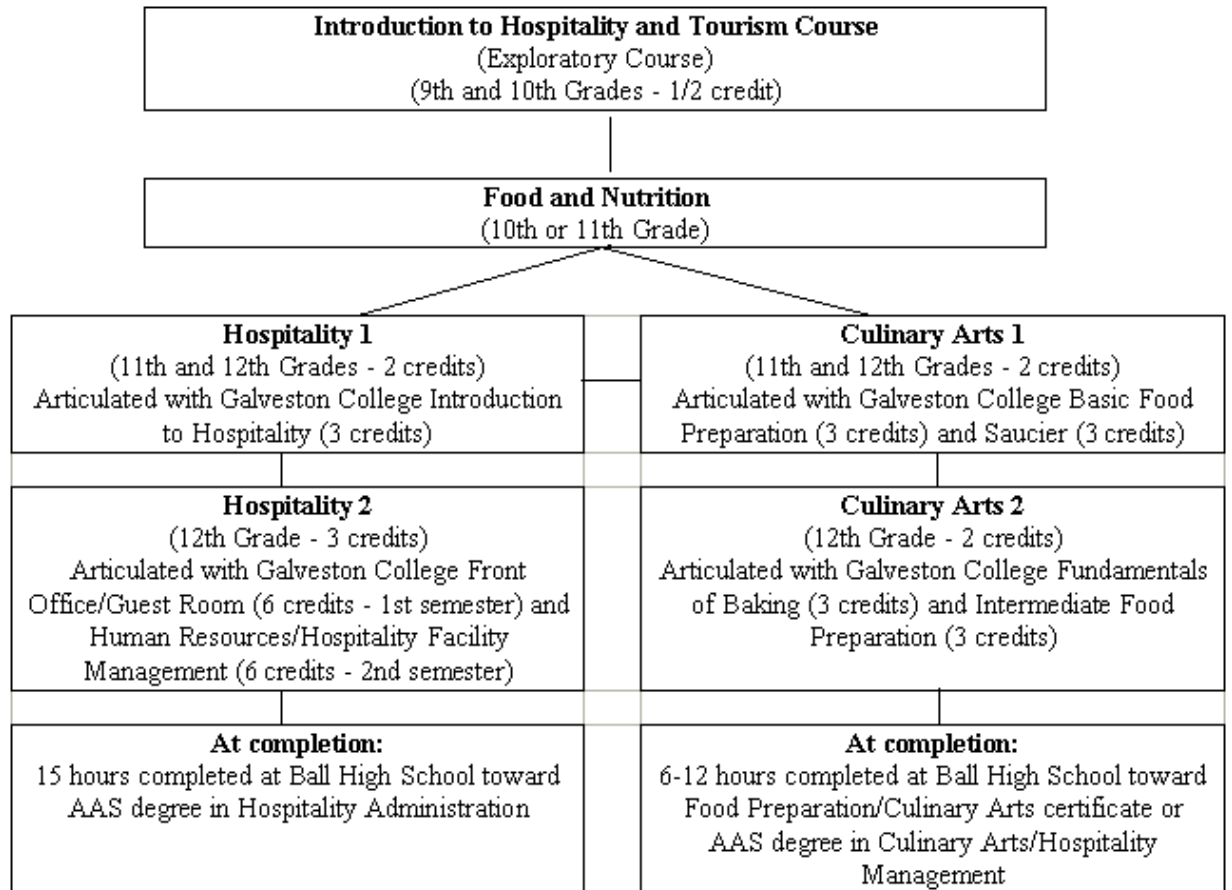 Introduction to Hospitality and Tourism Course
(Exploratory Course)
(9th and 10th Grades - 1/2 credit)
Food and Nutrition
(10th or 11th Grade)
Hospitality 1
(11th and 12th Grades - 2 credits)
Articulated with Galveston College Introduction
to Hospitality (3 credits)
Culinary Arts 1
(11th and 12th Grades - 2 credits)
Articulated with Galveston College Basic Food
Preparation (3 credits) and Saucier (3 credits)
Hospitality 2
(12th Grade - 3 credits)
Articulated with Galveston College Front
Office/Guest Room (6 credits - 1st semester) and
Human Resources/Hospitality Facility
Management (6 credits - 2nd semester)
Culinary Arts 2
(12th Grade - 2 credits)
Articulated with Galveston College Fundamentals
of Baking (3 credits) and Intermediate Food
Preparation (3 credits)
At completion:
15 hours completed at Ball High School toward
AAS degree in Hospitality Administration
At completion:
6-12 hours completed at Ball High School toward
Food Preparation/Culinary Arts certificate or
AAS degree in Culinary Arts/Hospitality
Management